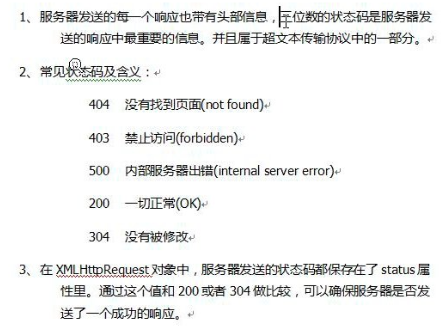 1、服务器发送的每一个响应也带有头部信息，三位数的状态码是服务器发
送的响应中最重要的信息。并且属于超文本传输协议中的一部分。
2、常见状态码及含义：
404 没有找到页面(not found)
403 禁止访问(forbidden)
500 内部服务器出错(internal server error)
200 一切正常(OK)
304 没有被修改
3、在 XMLHttpRequest 对象中，服务器发送的状态码都保存在了 status 属
性里。通过这个值和 200 或者 304 做比较，可以确保服务器是否发
送了一个成功的响应。